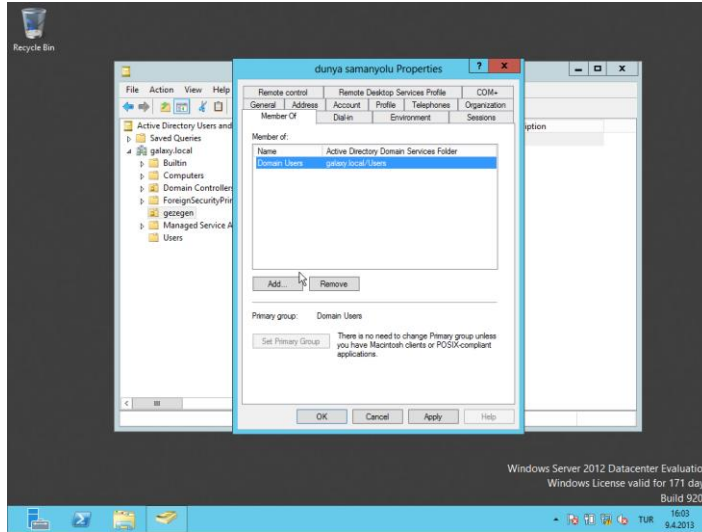 Recycle Bin
dunya samanyolu Properties
File Action View Help
Active Directory Users and
Saved Queries
galaxy.local
Builtin
Computers
Domain Controllers
ForeignSecurityPrin
gezegen
Managed Service A
Users
Remote control Remote Desktop Services Profile COM+
General Address Account Profile Telephones Organization
Member Of Dial-in Environment Sessions
Member of:
Name Active Directory Domain Services Folder
Domain Users galaxy.local/Users
Add... Remove
Primary group: Domain Users
Set Primary Group
There is no need to change Primary group unless
you have Macintosh clients or POSIX-compliant
applications.
OK Cancel Apply Help
iption
Windows Server 2012 Datacenter Evaluatio
Windows License valid for 171 day
Build 920
TUR
16:03
9.4.2013